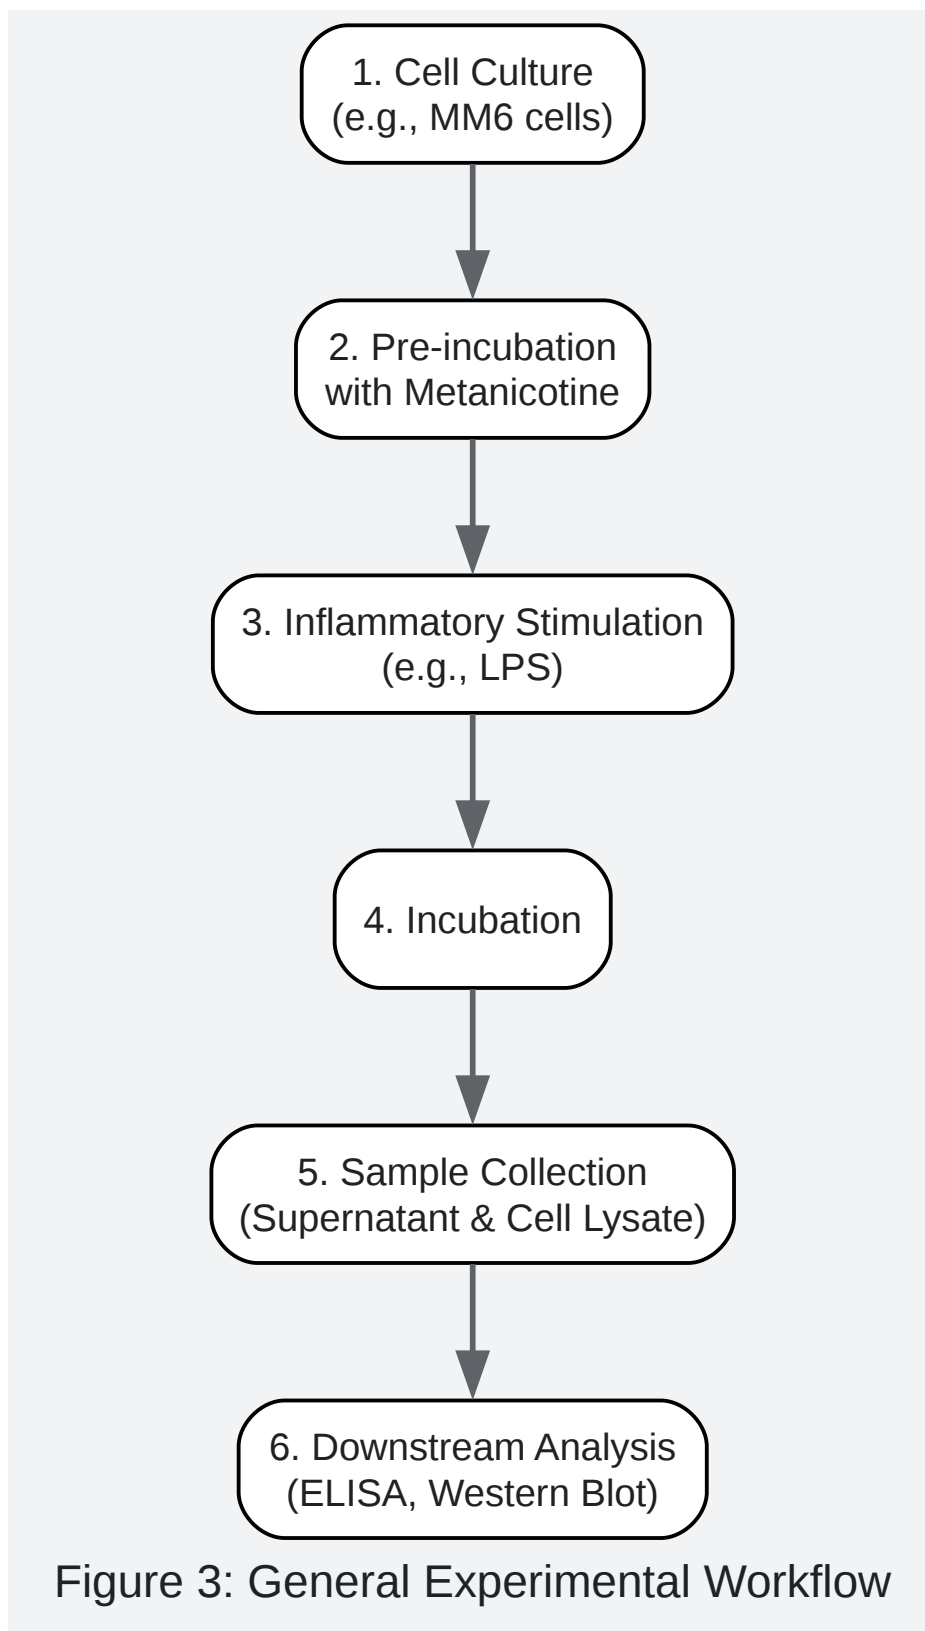 1. Cell Culture
(e.g., MM6 cells)
2. Pre-incubation
with Metanicotine
3. Inflammatory Stimulation
(e.g., LPS)
4. Incubation
5. Sample Collection
(Supernatant & Cell Lysate)
6. Downstream Analysis
(ELISA, Western Blot)
Figure 3: General Experimental Workflow